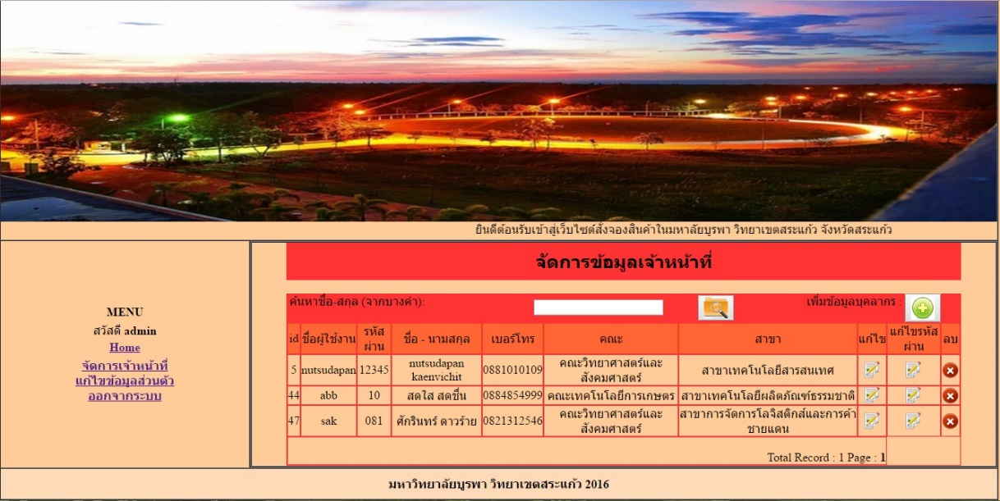 ยินดีต้อนรับเข้าสู่เว็บไซต์สั่งจองสินค้าในมหาลัยบูรพา วิทยาเขตสระแก้ว จังหวัดสระแก้ว
MENU
สวัสดี admin
Home
จัดการเจ้าหน้าที่
แก้ไขข้อมูลส่วนตัว
ออกจากระบบ
จัดการข้อมูลเจ้าหน้าที่
ค้นหาชื่อ-สกุล (จากบางคำ): เพิ่มข้อมูลบุคลากร :
id ชื่อผู้ใช้งาน รหัสผ่าน ชื่อ - นามสกุล เบอร์โทร คณะ สาขา แก้ไข แก้ไขรหัสผ่าน ลบ
5 nutsudapan 12345 nutsudapan kaenvichit 0881010109 คณะวิทยาศาสตร์และสังคมศาสตร์ สาขาเทคโนโลยีสารสนเทศ
44 abb 10 สดใส สดชื่น 0884854999 คณะเทคโนโลยีการเกษตร สาขาเทคโนโลยีผลิตภัณฑ์ธรรมชาติ
47 sak 081 ศักรินทร์ ดาวร้าย 0821312546 คณะวิทยาศาสตร์และสังคมศาสตร์ สาขาการจัดการโลจิสติกส์และการค้าชายแดน
Total Record : 1 Page : 1
มหาวิทยาลัยบูรพา วิทยาเขตสระแก้ว 2016